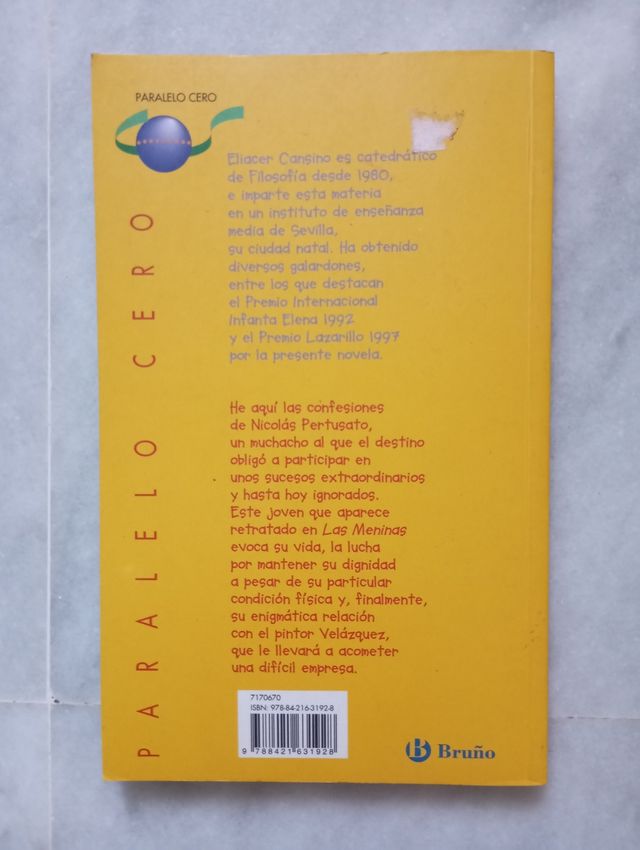 PARALELO CERO
PARALELO CERO
Eliacer Cansino es catedrático
de Filosofía desde 1980,
e imparte esta materia
en un instituto de enseñanza
media de Sevilla,
su ciudad natal. Ha obtenido
diversos galardones,
entre los que destacan
el Premio Internacional
Infanta Elena 1992
y el Premio Lazarillo 1997
por la presente novela.
He aquí las confesiones
de Nicolás Pertusato,
un muchacho al que el destino
obligó a participar en
unos sucesos extraordinarios
y hasta hoy ignorados.
Este joven que aparece
retratado en Las Meninas
evoca su vida, la lucha
por mantener su dignidad
a pesar de su particular
condición física y, finalmente,
su enigmática relación
con el pintor Velázquez,
que le llevará a acometer
una difícil empresa.
7170670
ISBN: 978-84-216-3192-8
9 788421 631928
B Bruño